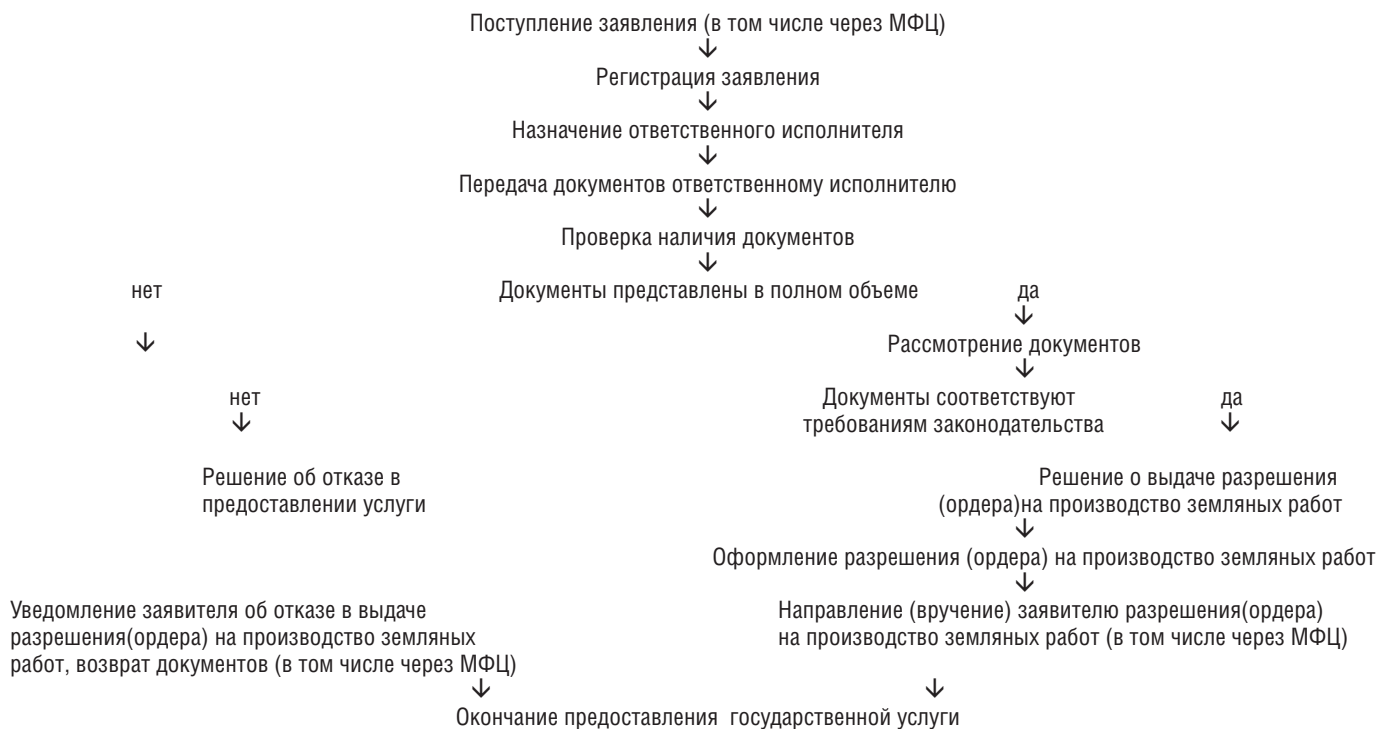 Поступление заявления (в том числе через МФЦ)
Регистрация заявления
Назначение ответственного исполнителя
Передача документов ответственному исполнителю
Проверка наличия документов
нет
Документы представлены в полном объеме
да
Рассмотрение документов
нет
Документы соответствуют
требованиям законодательства
да
Решение об отказе в
предоставлении услуги
Решение о выдаче разрешения
(ордера)на производство земляных работ
Оформление разрешения (ордера) на производство земляных работ
Уведомление заявителя об отказе в выдаче
разрешения(ордера) на производство земляных
работ, возврат документов (в том числе через МФЦ)
Направление (вручение) заявителю разрешения(ордера)
на производство земляных работ (в том числе через МФЦ)
Окончание предоставления государственной услуги